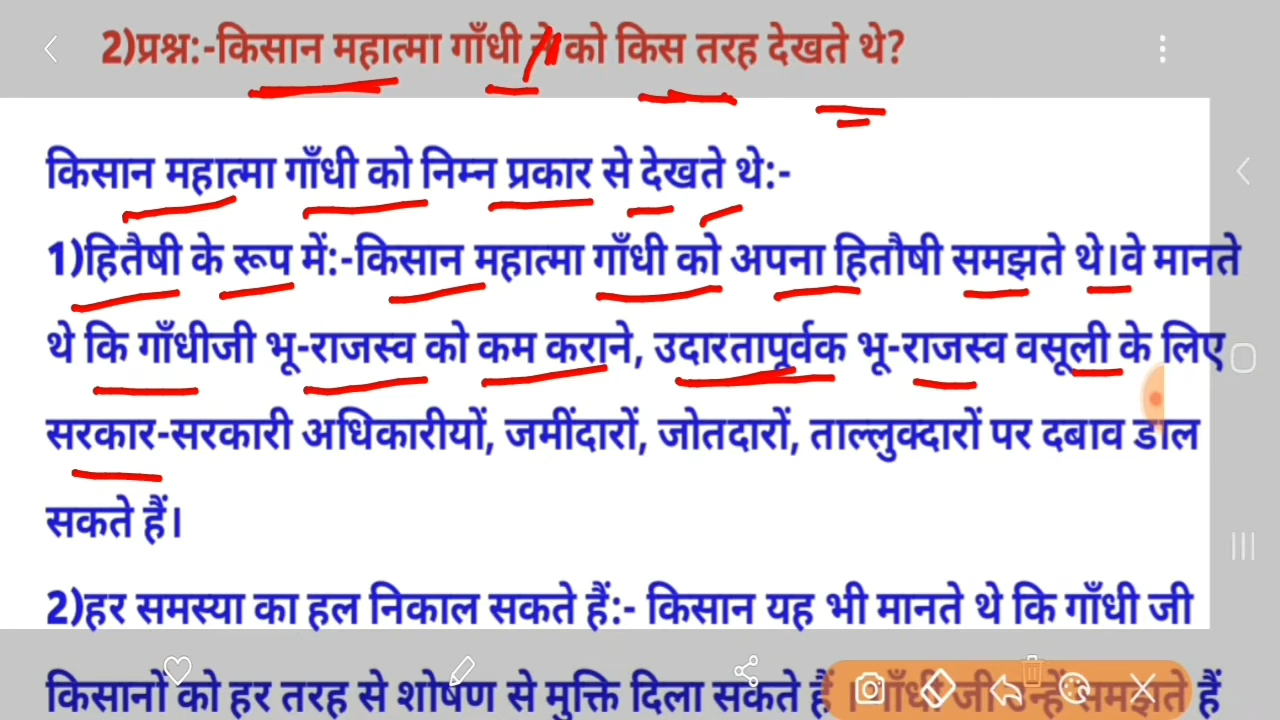 2)प्रश्न:-किसान महात्मा गाँधी को किस तरह देखते थे?
किसान महात्मा गाँधी को निम्न प्रकार से देखते थे:-
1)हितैषी के रूप में:-किसान महात्मा गाँधी को अपना हितौषी समझते थे।वे मानते
थे कि गाँधीजी भू-राजस्व को कम कराने, उदारतापूर्वक भू-राजस्व वसूली के लिए
सरकार-सरकारी अधिकारीयों, जमींदारों, जोतदारों, ताल्लुक्दारों पर दबाव डाल
सकते हैं।
2)हर समस्या का हल निकाल सकते हैं:- किसान यह भी मानते थे कि गाँधी जी
किसानों को हर तरह से शोषण से मुक्ति दिला सकते हैं । गाँधी जी उन्हें समझते हैं